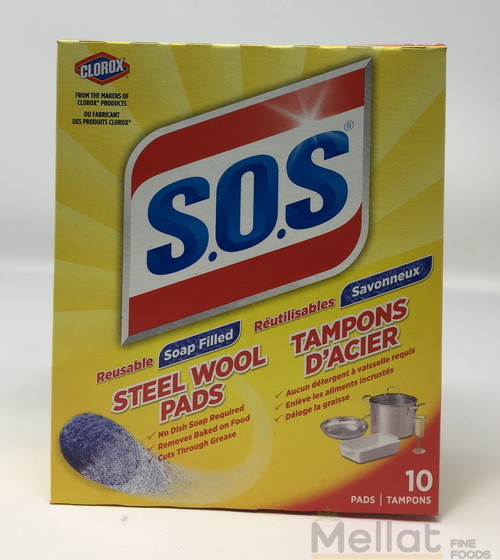 CLOROX®
FROM THE MAKERS OF
CLOROX® PRODUCTS
DU FABRICANT
DES PRODUITS CLOROX®
S.O.S®
Reusable Soap Filled
STEEL WOOL
PADS
✓ No Dish Soap Required
✓ Removes Baked on Food
✓ Cuts Through Grease
Réutilisables Savonneux
TAMPONS
D'ACIER
✓ Aucun détergent à vaisselle requis
✓ Enlève les aliments incrustés
✓ Déloge la graisse
10
PADS | TAMPONS
Mellat FINE
FOODS